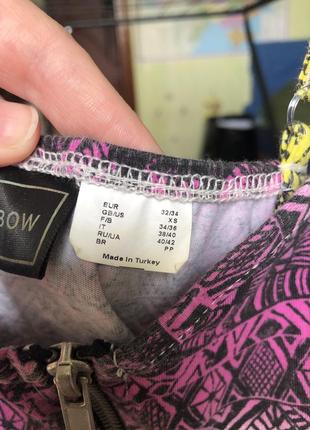 BOW
EUR 32/34
GB/US XS
F/B 34/36
IT 38/40
RU/UA 40/42
BR PP
Made In Turkey